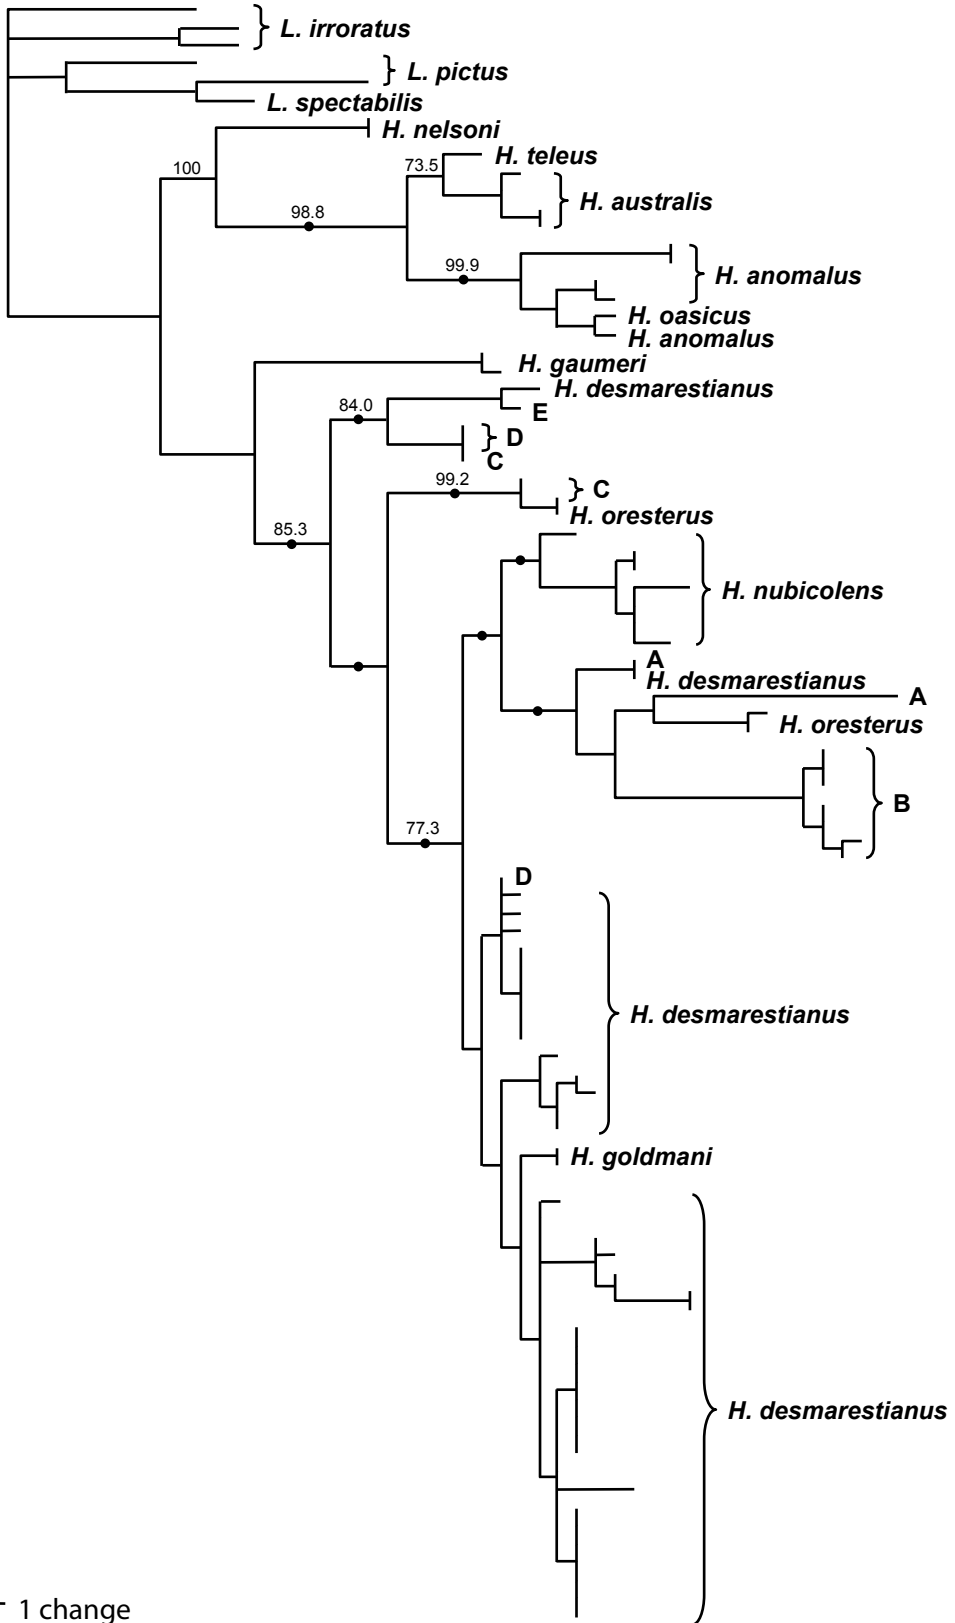 L. irroratus
L. pictus
L. spectabilis
H. nelsoni
H. teleus
73.5
100
H. australis
98.8
99.9
H. anomalus
H. oasicus
H. anomalus
H. gaumeri
H. desmarestianus
84.0
E
D
C
99.2
C
H. oresterus
85.3
H. nubicolens
A
H. desmarestianus
A
H. oresterus
B
77.3
D
H. desmarestianus
H. goldmani
H. desmarestianus
1 change